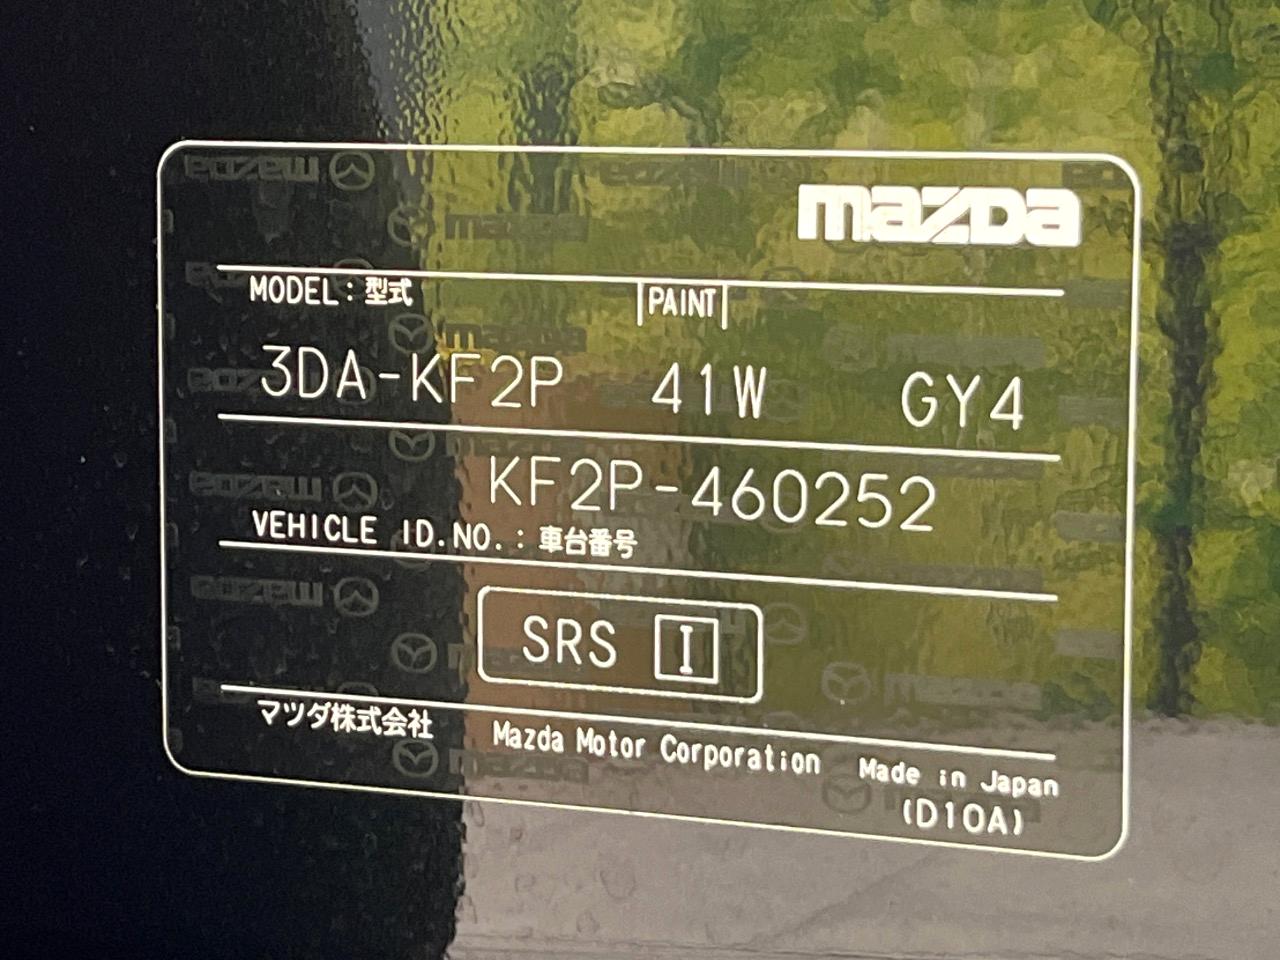 mazda
MODEL:型式 PAINT
3DA-KF2P 41W GY4
KF2P-460252
VEHICLE ID.NO.:車台番号
SRS I
マツダ株式会社 Mazda Motor Corporation Made in Japan
(D10A)